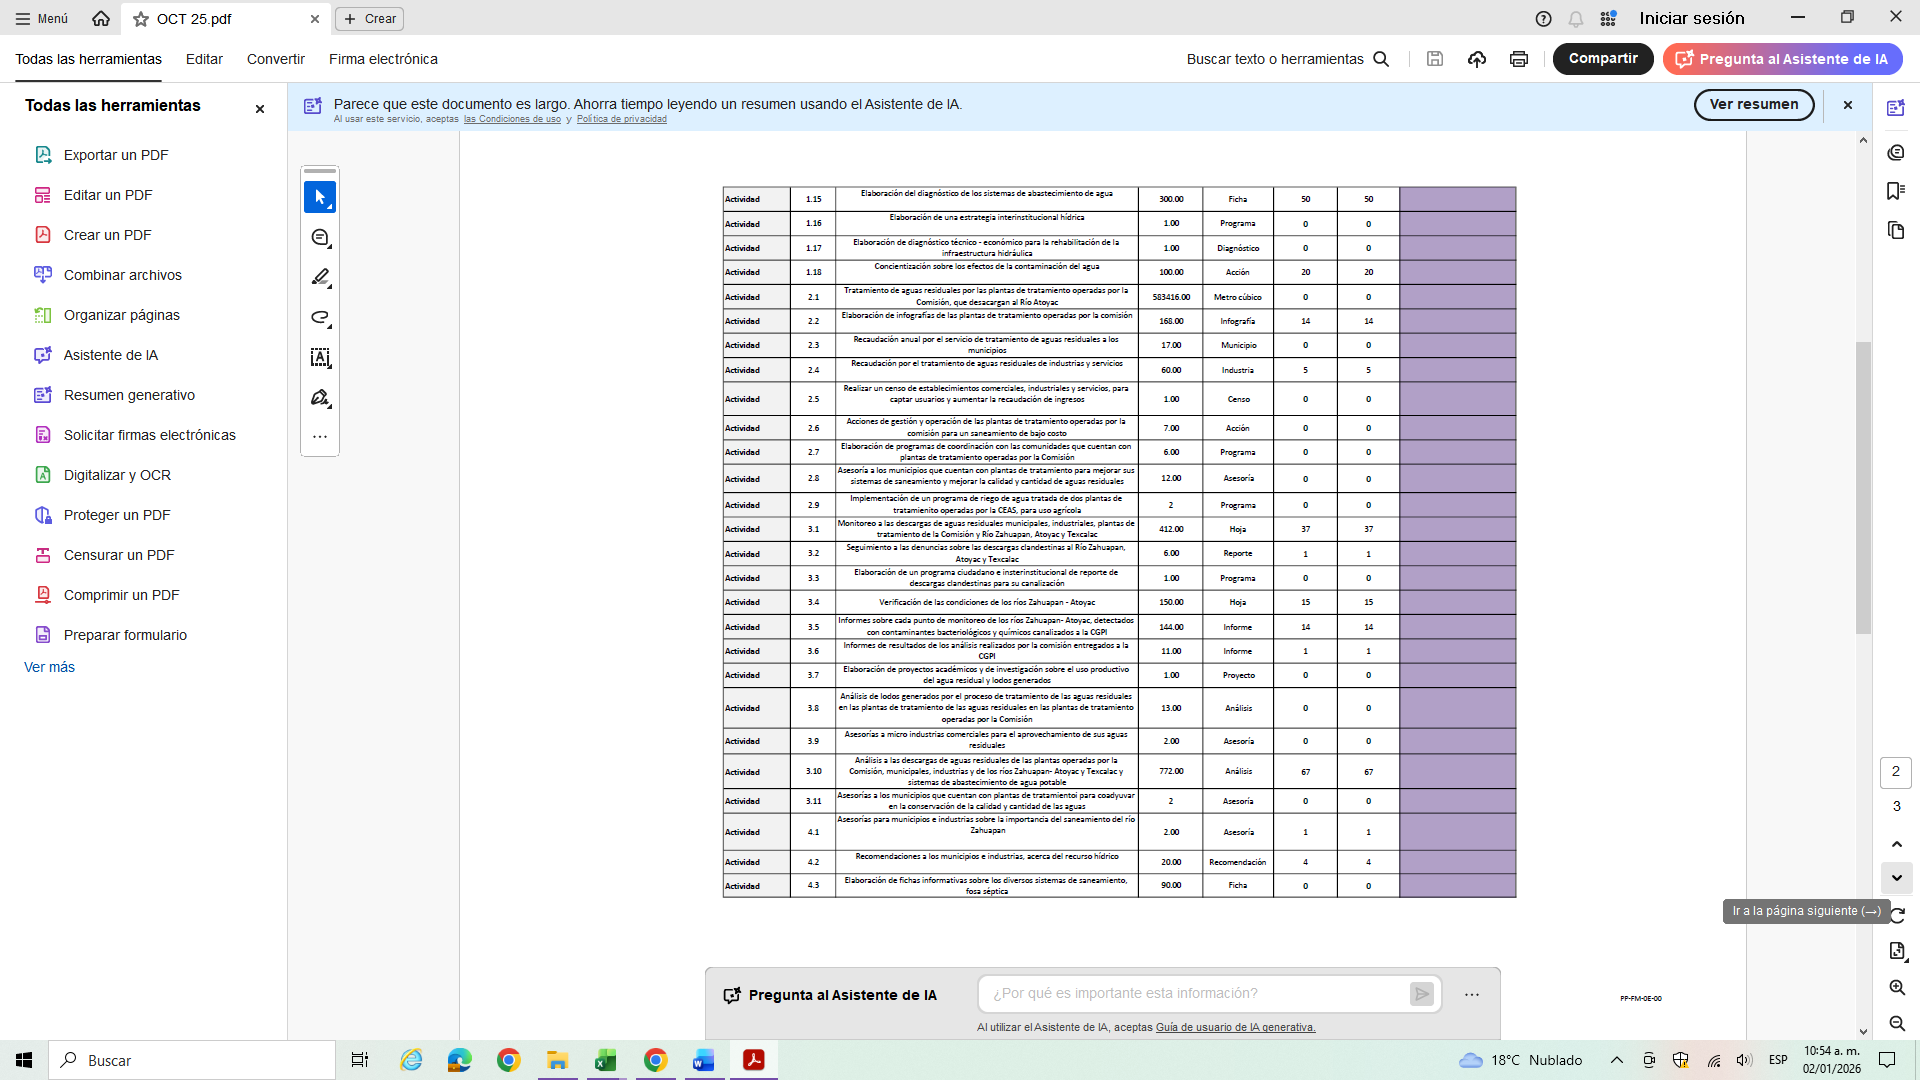 Menú
OCT 25.pdf
Crear
Iniciar sesión
Todas las herramientas
Editar
Convertir
Firma electrónica
Buscar texto o herramientas
Compartir
Pregunta al Asistente de IA
Todas las herramientas
Parece que este documento es largo. Ahorra tiempo leyendo un resumen usando el Asistente de IA.
Al usar este servicio, aceptas las Condiciones de uso y Política de privacidad
Ver resumen
Exportar un PDF
Editar un PDF
Crear un PDF
Combinar archivos
Organizar páginas
Asistente de IA
Resumen generativo
Solicitar firmas electrónicas
Digitalizar y OCR
Proteger un PDF
Censurar un PDF
Comprimir un PDF
Preparar formulario
Ver más
Actividad 1.15 Elaboración del diagnóstico de los sistemas de abastecimiento de agua 300.00 Ficha 50 50
Actividad 1.16 Elaboración de una estrategia interinstitucional hídrica 1.00 Programa 0 0
Actividad 1.17 Elaboración de diagnóstico técnico - económico para la rehabilitación de la
infraestructura hidráulica 1.00 Diagnóstico 0 0
Actividad 1.18 Concientización sobre los efectos de la contaminación del agua 100.00 Acción 20 20
Actividad 2.1 Tratamiento de aguas residuales por las plantas de tratamiento operadas por la
Comisión, que desacargan al Río Atoyac 583416.00 Metro cúbico 0 0
Actividad 2.2 Elaboración de infografías de las plantas de tratamiento operadas por la comisión 168.00 Infografía 14 14
Actividad 2.3 Recaudación anual por el servicio de tratamiento de aguas residuales a los
municipios 17.00 Municipio 0 0
Actividad 2.4 Recaudación por el tratamiento de aguas residuales de industrias y servicios 60.00 Industria 5 5
Actividad 2.5 Realizar un censo de establecimientos comerciales, industriales y servicios, para
captar usuarios y aumentar la recaudación de ingresos 1.00 Censo 0 0
Actividad 2.6 Acciones de gestión y operación de las plantas de tratamiento operadas por la
comisión para un saneamiento de bajo costo 7.00 Acción 0 0
Actividad 2.7 Elaboración de programas de coordinación con las comunidades que cuentan con
plantas de tratamiento operadas por la Comisión 6.00 Programa 0 0
Actividad 2.8 Asesoría a los municipios que cuentan con plantas de tratamiento para mejorar sus
sistemas de saneamiento y mejorar la calidad y cantidad de aguas residuales 12.00 Asesoría 0 0
Actividad 2.9 Implementación de un programa de riego de agua tratada de dos plantas de
tratamienito operadas por la CEAS, para uso agrícola 2 Programa 0 0
Actividad 3.1 Monitoreo a las descargas de aguas residuales municipales, industriales, plantas de
tratamiento de la Comisión y Río Zahuapan, Atoyac y Texcalac 412.00 Hoja 37 37
Actividad 3.2 Seguimiento a las denuncias sobre las descargas clandestinas al Río Zahuapan,
Atoyac y Texcalac 6.00 Reporte 1 1
Actividad 3.3 Elaboración de un programa ciudadano e insterinstitucional de reporte de
descargas clandestinas para su canalización 1.00 Programa 0 0
Actividad 3.4 Verificación de las condiciones de los ríos Zahuapan - Atoyac 150.00 Hoja 15 15
Actividad 3.5 Informes sobre cada punto de monitoreo de los ríos Zahuapan- Atoyac, detectados
con contaminantes bacteriológicos y químicos canalizados a la CGPI 144.00 Informe 14 14
Actividad 3.6 Informes de resultados de los análisis realizados por la comisión entregados a la
CGPI 11.00 Informe 1 1
Actividad 3.7 Elaboración de proyectos académicos y de investigación sobre el uso productivo
del agua residual y lodos generados 1.00 Proyecto 0 0
Actividad 3.8 Análisis de lodos generados por el proceso de tratamiento de las aguas residuales
en las plantas de tratamiento de las aguas residuales en las plantas de tratamiento
operadas por la Comisión 13.00 Análisis 0 0
Actividad 3.9 Asesorías a micro industrias comerciales para el aprovechamiento de sus aguas
residuales 2.00 Asesoría 0 0
Actividad 3.10 Análisis a las descargas de aguas residuales de las plantas operadas por la
Comisión, municipales, industrias y de los ríos Zahuapan- Atoyac y Texcalac y
sistemas de abastecimiento de agua potable 772.00 Análisis 67 67
Actividad 3.11 Asesorías a los municipios que cuentan con plantas de tratamientoi para coadyuvar
en la conservación de la calidad y cantidad de las aguas 2 Asesoría 0 0
Actividad 4.1 Asesorías para municipios e industrias sobre la importancia del saneamiento del río
Zahuapan 2.00 Asesoría 1 1
Actividad 4.2 Recomendaciones a los municipios e industrias, acerca del recurso hídrico 20.00 Recomendación 4 4
Actividad 4.3 Elaboración de fichas informativas sobre los diversos sistemas de saneamiento,
fosa séptica 90.00 Ficha 0 0
2
3
Ir a la página siguiente (→)
Pregunta al Asistente de IA
¿Por qué es importante esta información?
Al utilizar el Asistente de IA, aceptas Guía de usuario de IA generativa.
PP-FM-0E-00
Buscar
18°C Nublado
ESP
10:54 a. m.
02/01/2026